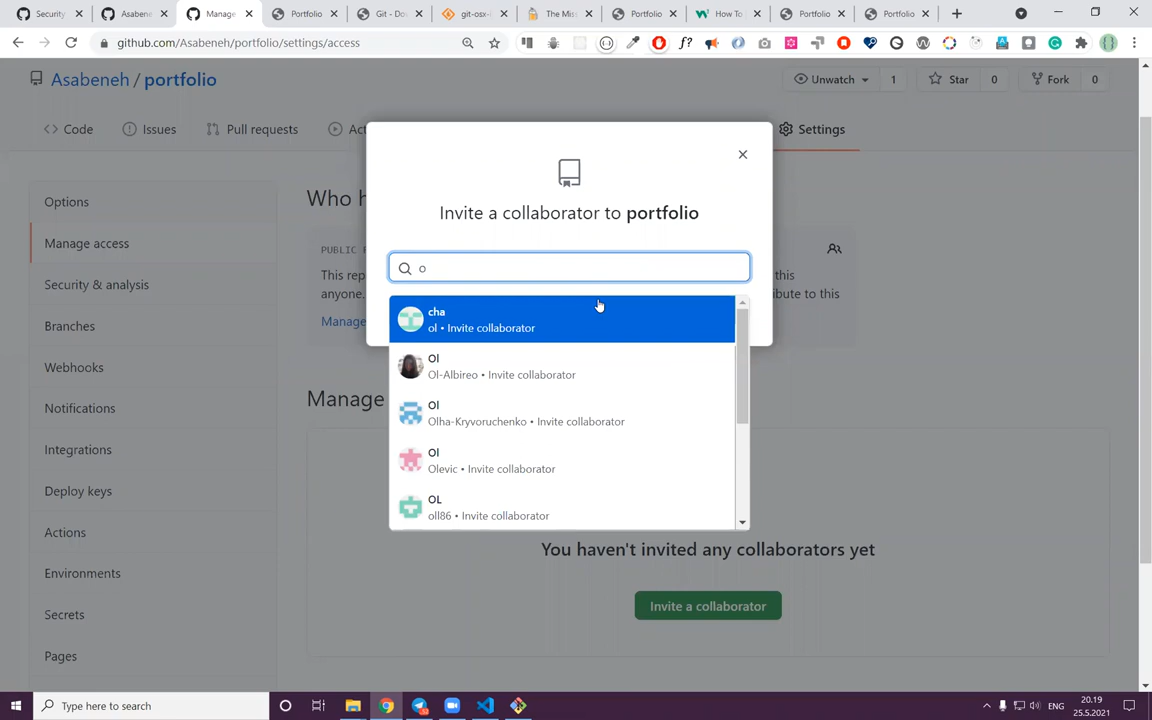 Security
Asabeneh
Manage
Portfolio
Git - Dov
git-osx-i
The Miss
Portfolio
How To
Portfolio
Portfolio
github.com/Asabeneh/portfolio/settings/access
Asabeneh / portfolio
Unwatch 1
Star 0
Fork 0
Code
Issues
Pull requests
Act
Settings
Options
Manage access
Security & analysis
Branches
Webhooks
Notifications
Integrations
Deploy keys
Actions
Environments
Secrets
Pages
Who h
PUBLIC
This rep
anyone.
this
ribute to this
Manage
Manage
Invite a collaborator to portfolio
o
cha
ol • Invite collaborator
Ol
Ol-Albireo • Invite collaborator
Ol
Olha-Kryvoruchenko • Invite collaborator
Ol
Olevic • Invite collaborator
OL
oll86 • Invite collaborator
You haven't invited any collaborators yet
Invite a collaborator
Type here to search
ENG
20.19
25.5.2021